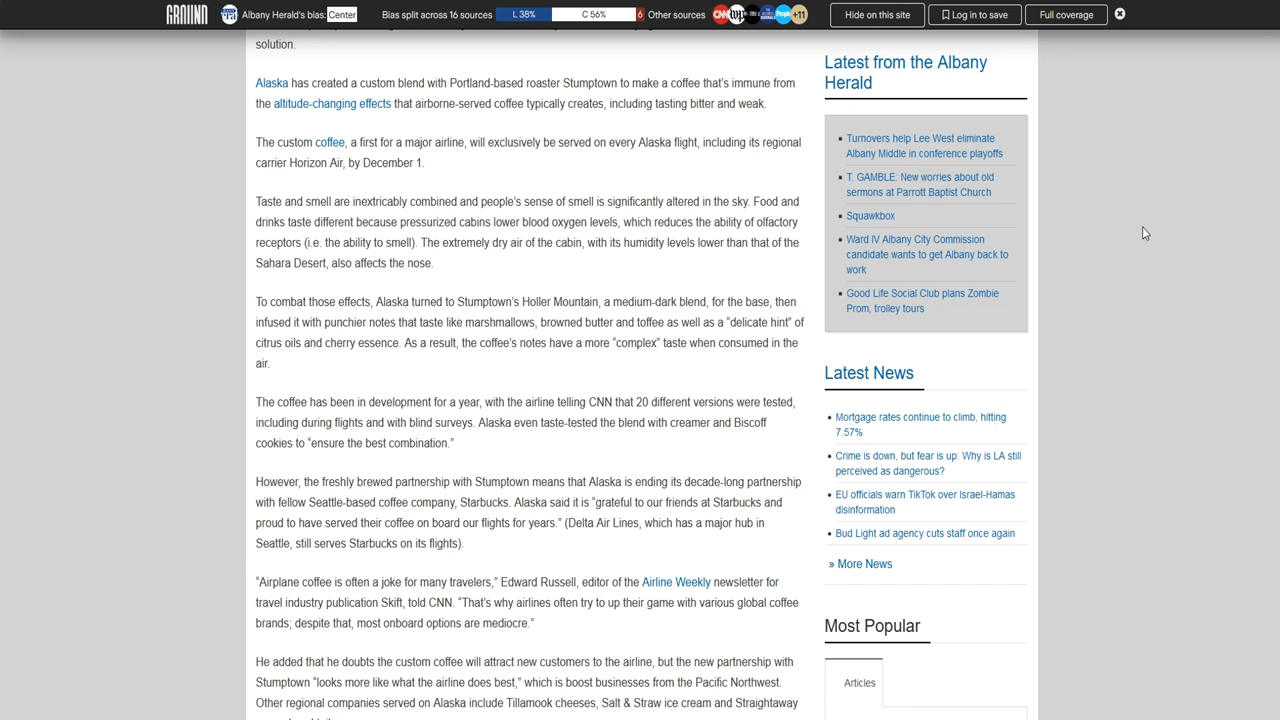 GROUND
Albany Herald's bias: Center
Bias split across 16 sources
L 38%
C 56%
6
Other sources
CNN
+11
Hide on this site
Log in to save
Full coverage
solution.
Alaska has created a custom blend with Portland-based roaster Stumptown to make a coffee that's immune from
the altitude-changing effects that airborne-served coffee typically creates, including tasting bitter and weak.
The custom coffee, a first for a major airline, will exclusively be served on every Alaska flight, including its regional
carrier Horizon Air, by December 1.
Taste and smell are inextricably combined and people's sense of smell is significantly altered in the sky. Food and
drinks taste different because pressurized cabins lower blood oxygen levels, which reduces the ability of olfactory
receptors (i.e. the ability to smell). The extremely dry air of the cabin, with its humidity levels lower than that of the
Sahara Desert, also affects the nose.
To combat those effects, Alaska turned to Stumptown's Holler Mountain, a medium-dark blend, for the base, then
infused it with punchier notes that taste like marshmallows, browned butter and toffee as well as a “delicate hint” of
citrus oils and cherry essence. As a result, the coffee's notes have a more “complex” taste when consumed in the
air.
The coffee has been in development for a year, with the airline telling CNN that 20 different versions were tested,
including during flights and with blind surveys. Alaska even taste-tested the blend with creamer and Biscoff
cookies to “ensure the best combination.”
However, the freshly brewed partnership with Stumptown means that Alaska is ending its decade-long partnership
with fellow Seattle-based coffee company, Starbucks. Alaska said it is “grateful to our friends at Starbucks and
proud to have served their coffee on board our flights for years.” (Delta Air Lines, which has a major hub in
Seattle, still serves Starbucks on its flights).
“Airplane coffee is often a joke for many travelers,” Edward Russell, editor of the Airline Weekly newsletter for
travel industry publication Skift, told CNN. “That's why airlines often try to up their game with various global coffee
brands; despite that, most onboard options are mediocre.”
He added that he doubts the custom coffee will attract new customers to the airline, but the new partnership with
Stumptown “looks more like what the airline does best,” which is boost businesses from the Pacific Northwest.
Other regional companies served on Alaska include Tillamook cheeses, Salt & Straw ice cream and Straightaway
Latest from the Albany
Herald
Turnovers help Lee West eliminate
Albany Middle in conference playoffs
T. GAMBLE: New worries about old
sermons at Parrott Baptist Church
Squawkbox
Ward IV Albany City Commission
candidate wants to get Albany back to
work
Good Life Social Club plans Zombie
Prom, trolley tours
Latest News
Mortgage rates continue to climb, hitting
7.57%
Crime is down, but fear is up: Why is LA still
perceived as dangerous?
EU officials warn TikTok over Israel-Hamas
disinformation
Bud Light ad agency cuts staff once again
» More News
Most Popular
Articles